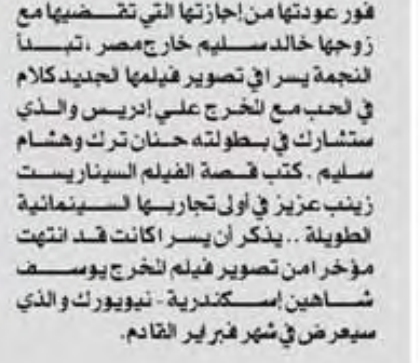 فور عودتها من إجازتها التي تقضيها مع
زوجها خالد سليم خارج مصر ،تبدأ
النجمة يسرا في تصوير فيلمها الجديد كلام
في الحب مع المخرج علي إدريس والذي
ستشارك في بطولته حنان ترك وهشام
سليم . كتب قصة الفيلم السيناريست
زينب عزيز في أولى تجاربها السينمائية
الطويلة .. يذكر أن يسرا كانت قد انتهت
مؤخرا من تصوير فيلم المخرج يوسف
شاهين إسكندرية - نيويورك والذي
سيعرض في شهر فبراير القادم.